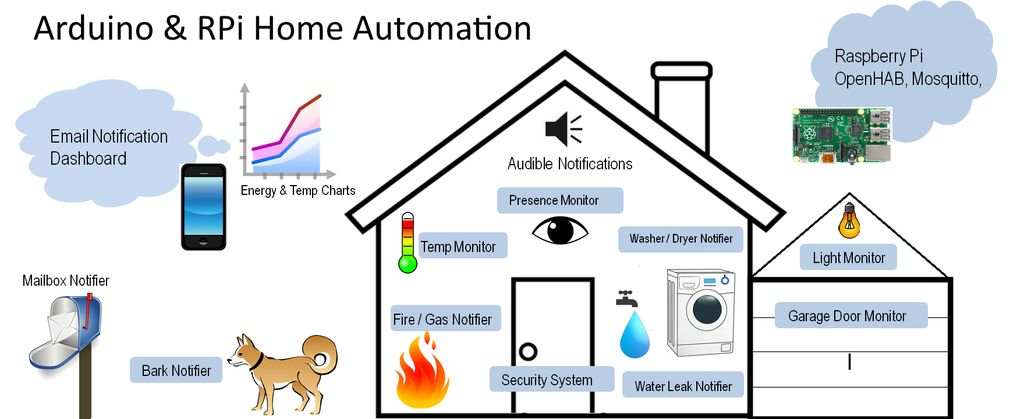 Arduino & RPi Home Automation
Raspberry Pi
OpenHAB, Mosquitto,
Email Notification
Dashboard
Energy & Temp Charts
Audible Notifications
Presence Monitor
Temp Monitor
Washer / Dryer Notifier
Light Monitor
Mailbox Notifier
Fire / Gas Notifier
Garage Door Monitor
Bark Notifier
Security System
Water Leak Notifier